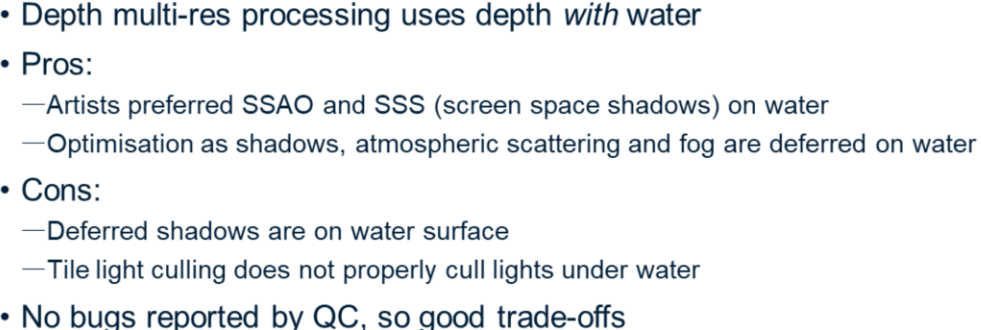 • Depth multi-res processing uses depth with water
• Pros:
—Artists preferred SSAO and SSS (screen space shadows) on water
—Optimisation as shadows, atmospheric scattering and fog are deferred on water
• Cons:
—Deferred shadows are on water surface
—Tile light culling does not properly cull lights under water
• No bugs reported by QC, so good trade-offs